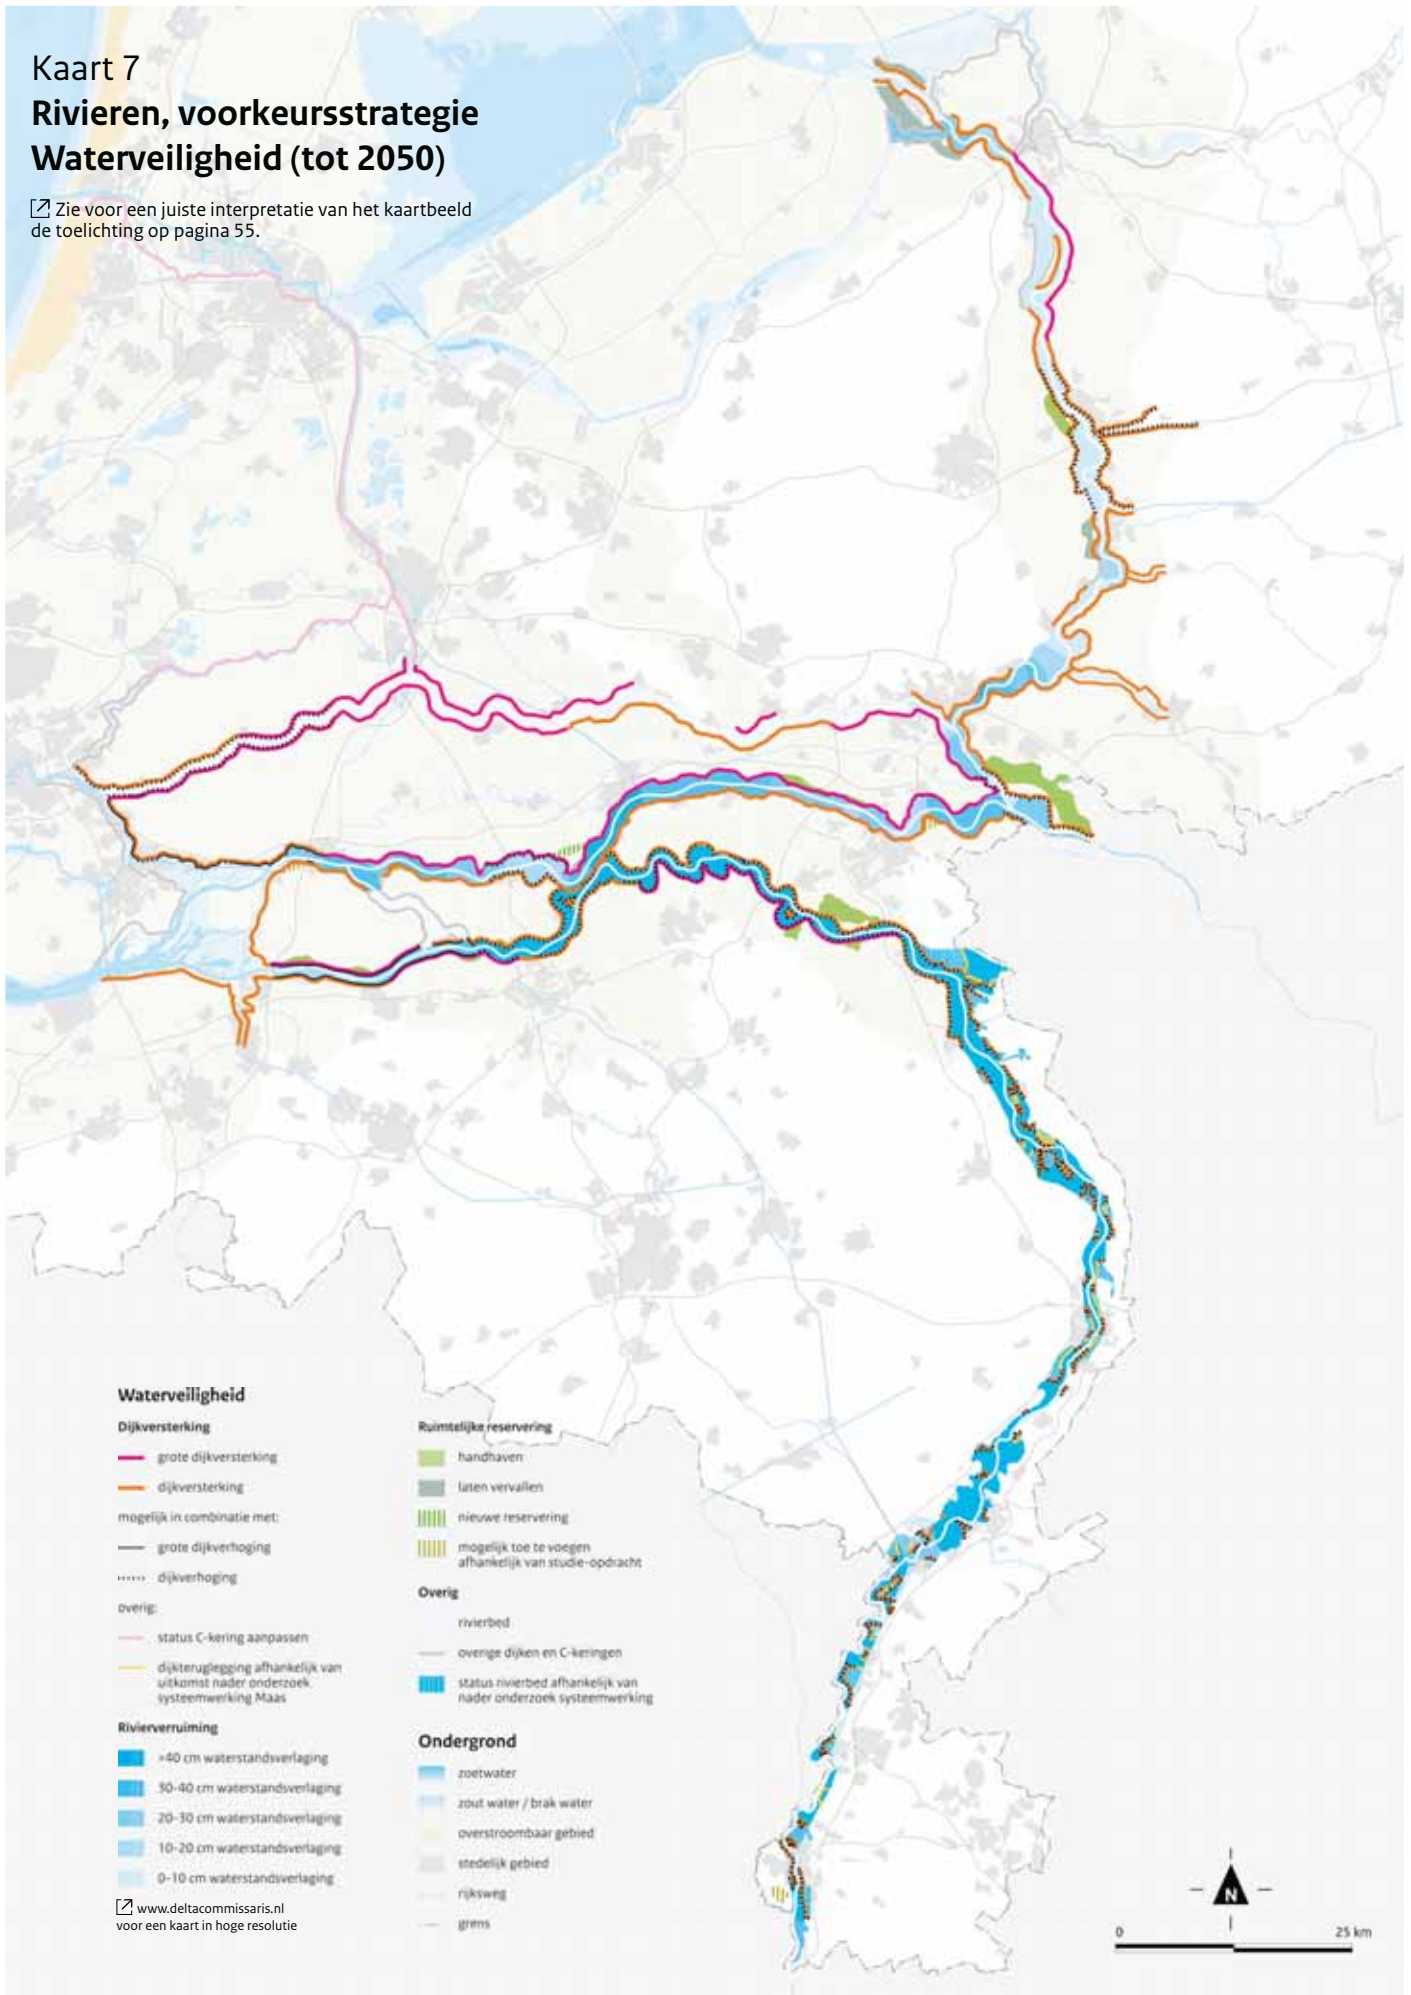 Kaart 7
Rivieren, voorkeursstrategie
Waterveiligheid (tot 2050)
Zie voor een juiste interpretatie van het kaartbeeld
de toelichting op pagina 55.
Waterveiligheid
Dijkversterking
grote dijkversterking
dijkversterking
mogelijk in combinatie met:
grote dijkverhoging
dijkverhoging
overig:
status C-kering aanpassen
dijkteruglegging afhankelijk van
uitkomst nader onderzoek
systeemwerking Maas
Rivierverruiming
>40 cm waterstandsverlaging
30-40 cm waterstandsverlaging
20-30 cm waterstandsverlaging
10-20 cm waterstandsverlaging
0-10 cm waterstandsverlaging
www.deltacommissaris.nl
voor een kaart in hoge resolutie
Ruimtelijke reservering
handhaven
laten vervallen
nieuwe reservering
mogelijk toe te voegen
afhankelijk van studie-opdracht
Overig
rivierbed
overige dijken en C-keringen
status rivierbed afhankelijk van
nader onderzoek systeemwerking
Ondergrond
zoetwater
zout water / brak water
overstroombaar gebied
stedelijk gebied
rijksweg
grens
N
0 25 km